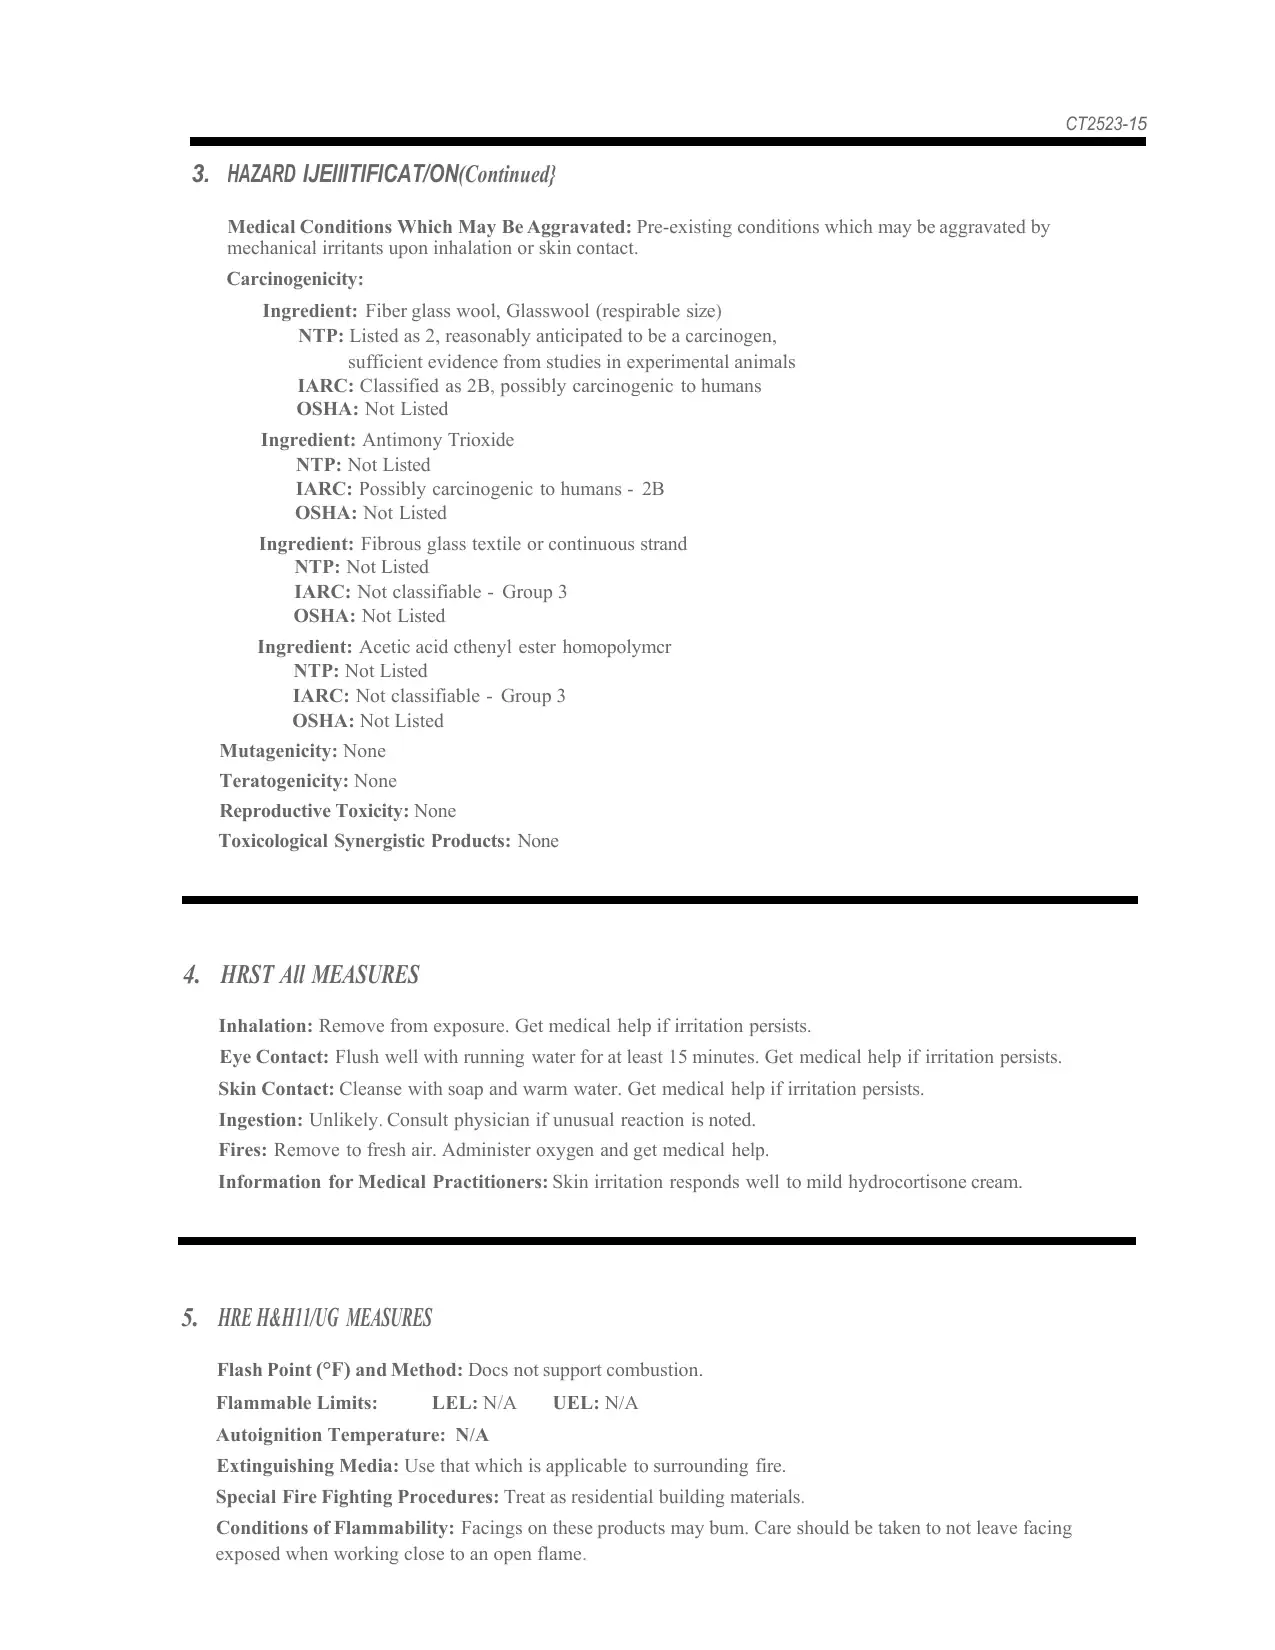 CT2523-15
3. HAZARD IJEIIITIFICAT/ON(Continued}
Medical Conditions Which May Be Aggravated: Pre-existing conditions which may be aggravated by
mechanical irritants upon inhalation or skin contact.
Carcinogenicity:
Ingredient: Fiber glass wool, Glasswool (respirable size)
NTP: Listed as 2, reasonably anticipated to be a carcinogen,
sufficient evidence from studies in experimental animals
IARC: Classified as 2B, possibly carcinogenic to humans
OSHA: Not Listed
Ingredient: Antimony Trioxide
NTP: Not Listed
IARC: Possibly carcinogenic to humans - 2B
OSHA: Not Listed
Ingredient: Fibrous glass textile or continuous strand
NTP: Not Listed
IARC: Not classifiable - Group 3
OSHA: Not Listed
Ingredient: Acetic acid cthenyl ester homopolymcr
NTP: Not Listed
IARC: Not classifiable - Group 3
OSHA: Not Listed
Mutagenicity: None
Teratogenicity: None
Reproductive Toxicity: None
Toxicological Synergistic Products: None
4. HRST All MEASURES
Inhalation: Remove from exposure. Get medical help if irritation persists.
Eye Contact: Flush well with running water for at least 15 minutes. Get medical help if irritation persists.
Skin Contact: Cleanse with soap and warm water. Get medical help if irritation persists.
Ingestion: Unlikely. Consult physician if unusual reaction is noted.
Fires: Remove to fresh air. Administer oxygen and get medical help.
Information for Medical Practitioners: Skin irritation responds well to mild hydrocortisone cream.
5. HRE H&H11/UG MEASURES
Flash Point (°F) and Method: Docs not support combustion.
Flammable Limits: LEL: N/A UEL: N/A
Autoignition Temperature: N/A
Extinguishing Media: Use that which is applicable to surrounding fire.
Special Fire Fighting Procedures: Treat as residential building materials.
Conditions of Flammability: Facings on these products may bum. Care should be taken to not leave facing
exposed when working close to an open flame.